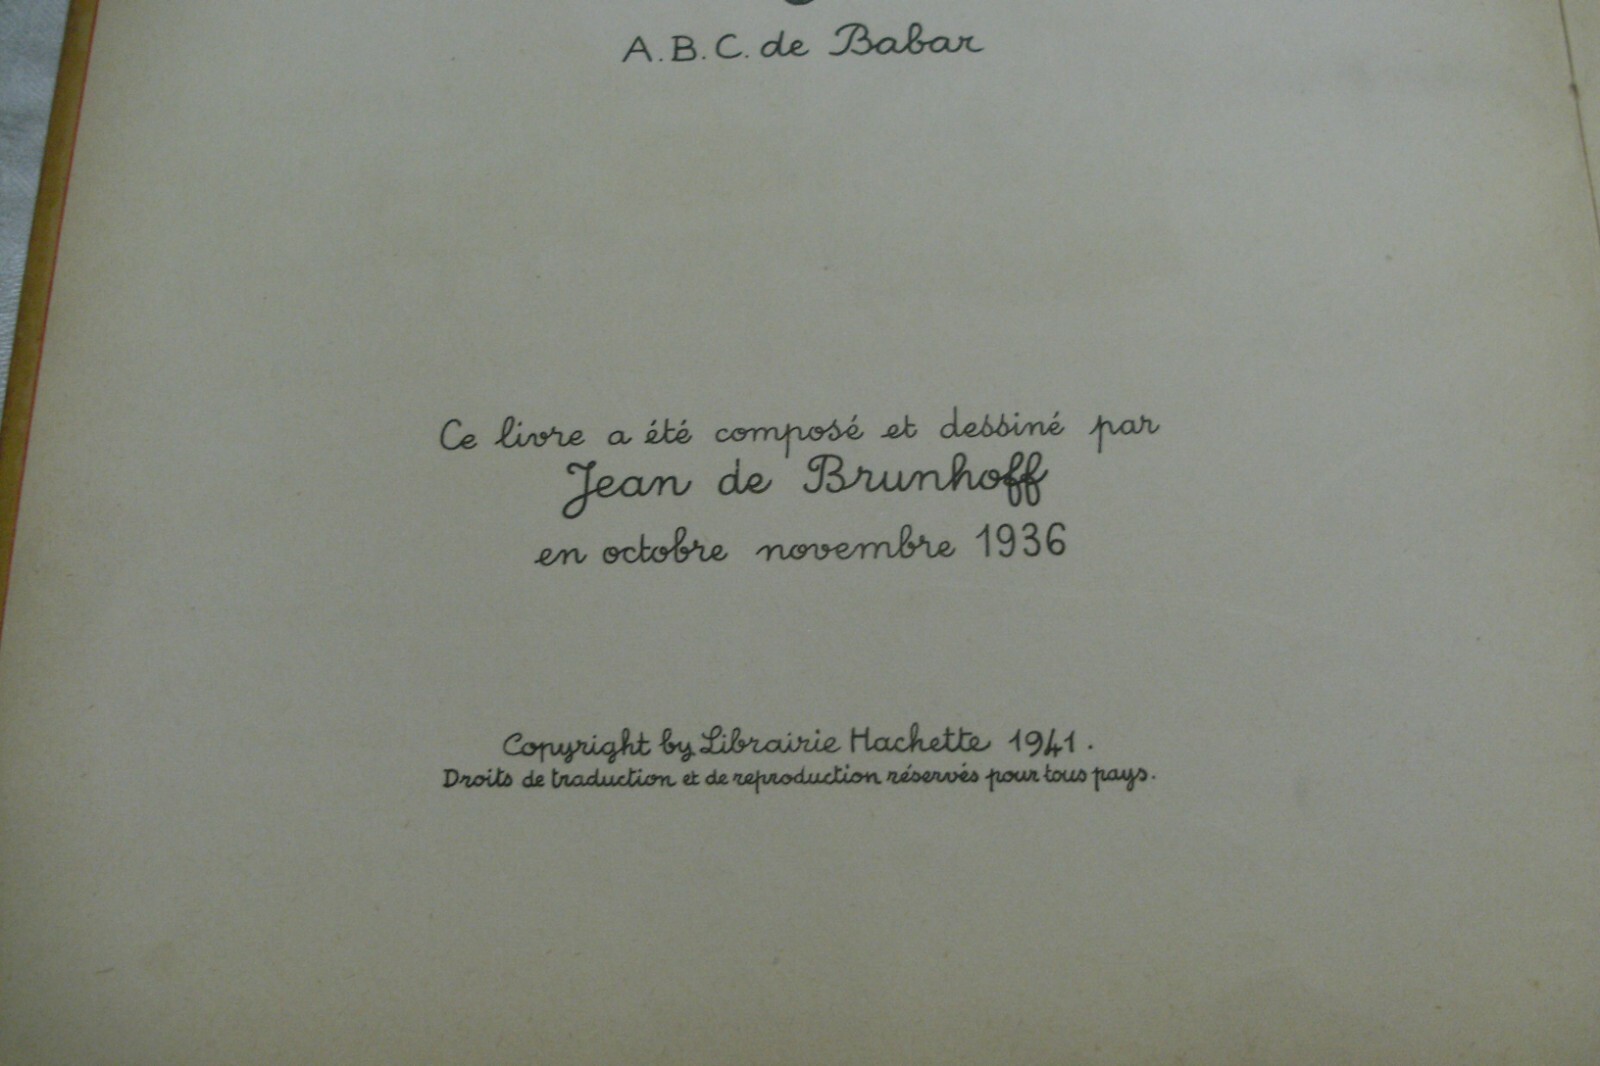 A.B.C. de Babar
Ce livre a été composé et dessiné par
Jean de Brunhoff
en octobre novembre 1936
Copyright by Librairie Hachette 1941.
Droits de traduction et de reproduction réservés pour tous pays.